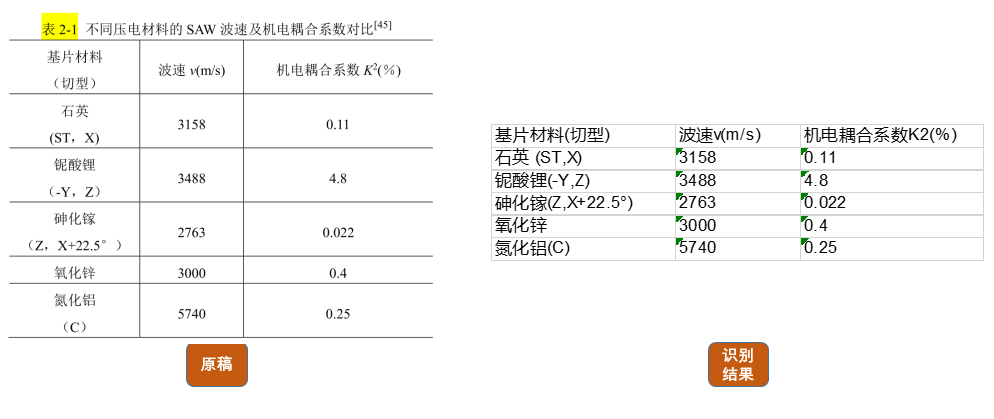 表 2-1 不同压电材料的 SAW 波速及机电耦合系数对比[45]
基片材料
（切型）
波速 v(m/s)
机电耦合系数 K²(%)
石英
(ST，X)
3158
0.11
铌酸锂
（-Y，Z）
3488
4.8
砷化镓
（Z，X+22.5°）
2763
0.022
氧化锌
3000
0.4
氮化铝
（C）
5740
0.25
原稿
基片材料(切型) 波速v(m/s) 机电耦合系数K2(%)
石英 (ST,X) 3158 0.11
铌酸锂(-Y,Z) 3488 4.8
砷化镓(Z,X+22.5°) 2763 0.022
氧化锌 3000 0.4
氮化铝(C) 5740 0.25
识别
结果